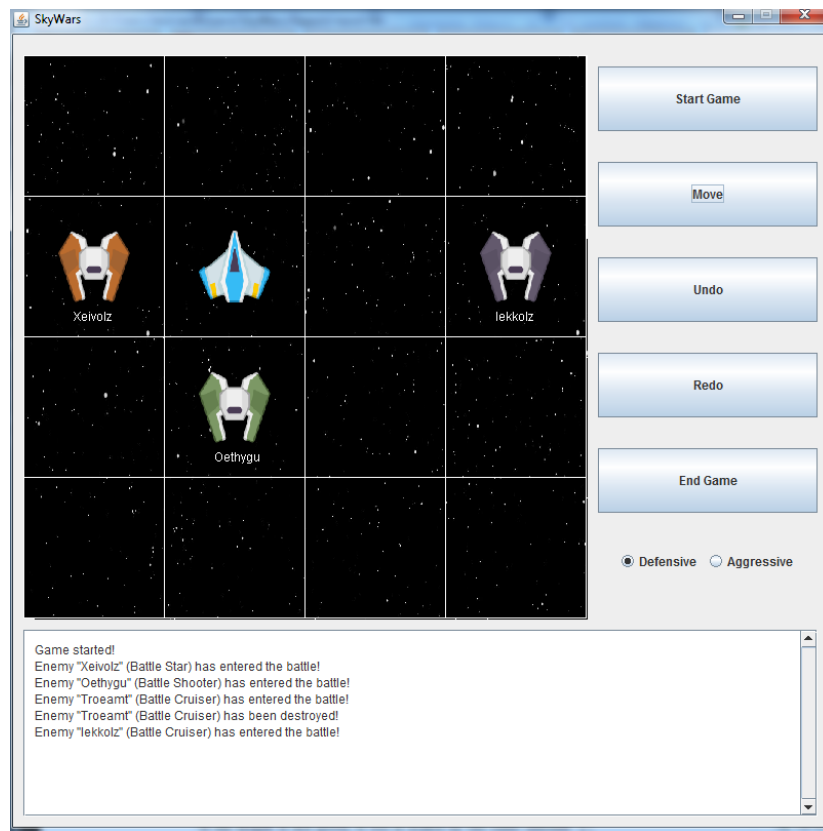 SkyWars
Start Game
Move
Xeivolz
Iekkolz
Undo
Redo
Oethygu
End Game
Defensive
Aggressive
Game started!
Enemy "Xeivolz" (Battle Star) has entered the battle!
Enemy "Oethygu" (Battle Shooter) has entered the battle!
Enemy "Troeamt" (Battle Cruiser) has entered the battle!
Enemy "Troeamt" (Battle Cruiser) has been destroyed!
Enemy "Iekkolz" (Battle Cruiser) has entered the battle!